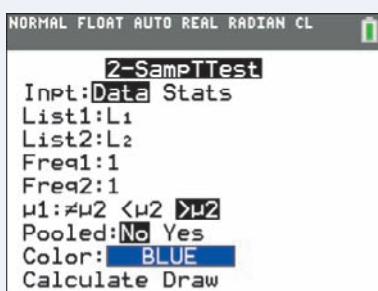 NORMAL FLOAT AUTO REAL RADIAN CL
2-SampTTest
Inpt:Data Stats
List1:L₁
List2:L₂
Freq1:1
Freq2:1
μ1:≠μ2 <μ2 >μ2
Pooled:No Yes
Color: BLUE
Calculate Draw